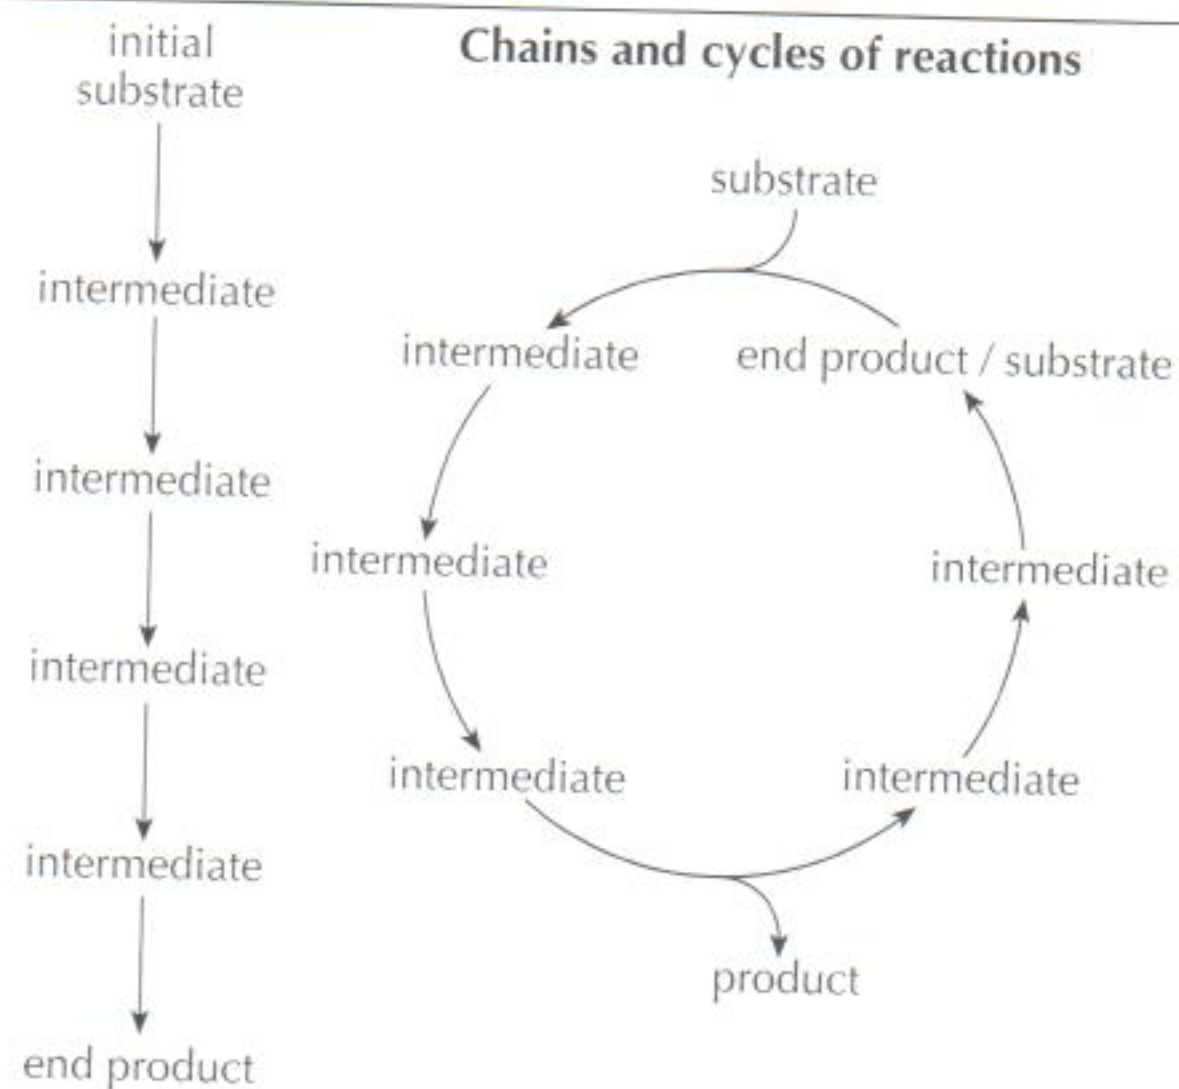 Chains and cycles of reactions
initial
substrate
intermediate
intermediate
intermediate
intermediate
end product
substrate
intermediate
end product / substrate
intermediate
intermediate
intermediate
intermediate
product